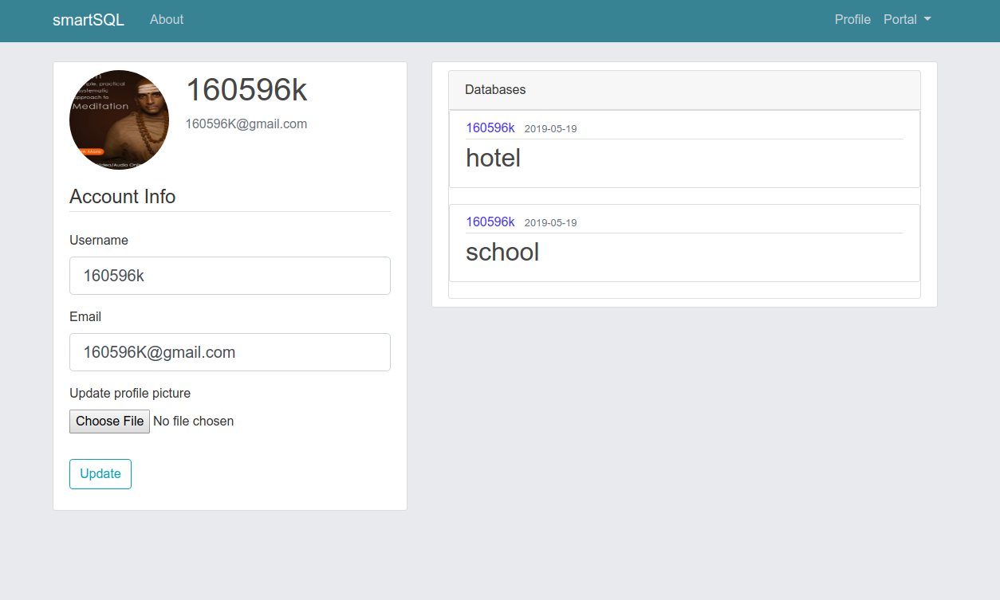 smartSQL About Profile Portal
160596k
160596K@gmail.com
practical
systematic
approach to
Meditation
Account Info
Username
160596k
Email
160596K@gmail.com
Update profile picture
Choose File No file chosen
Update
Databases
160596k 2019-05-19
hotel
160596k 2019-05-19
school